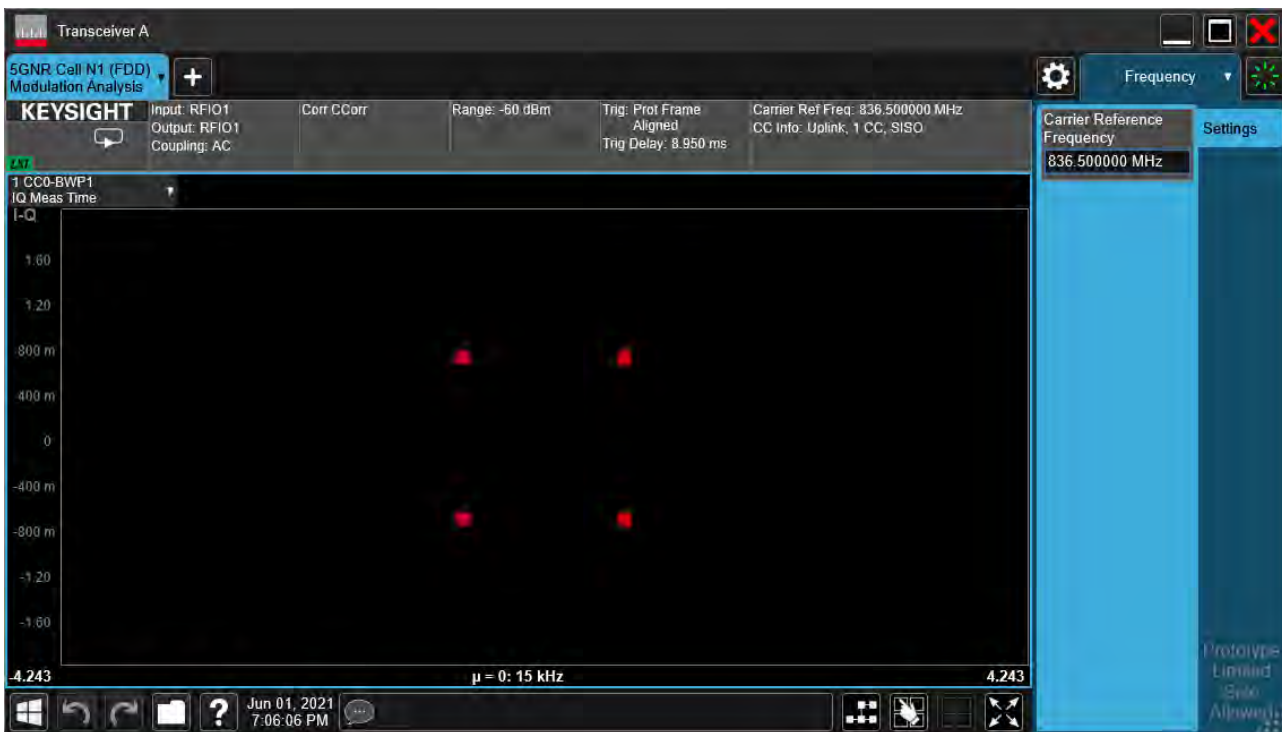 Transceiver A
5GNR Cell N1 (FDD)
Modulation Analysis
+
Frequency
KEYSIGHT
LXI
Input: RFIO1
Output: RFIO1
Coupling: AC
Corr CCorr
Range: -60 dBm
Trig: Prot Frame
Aligned
Trig Delay: 8.950 ms
Carrier Ref Freq: 836.500000 MHz
CC Info: Uplink, 1 CC, SISO
Carrier Reference
Frequency
836.500000 MHz
Settings
1 CC0-BWP1
IQ Meas Time
I-Q
1.60
1.20
800 m
400 m
0
-400 m
-800 m
-1.20
-1.60
-4.243
µ = 0: 15 kHz
4.243
Prototype
Limited
Allowed
?
Jun 01, 2021
7:06:06 PM